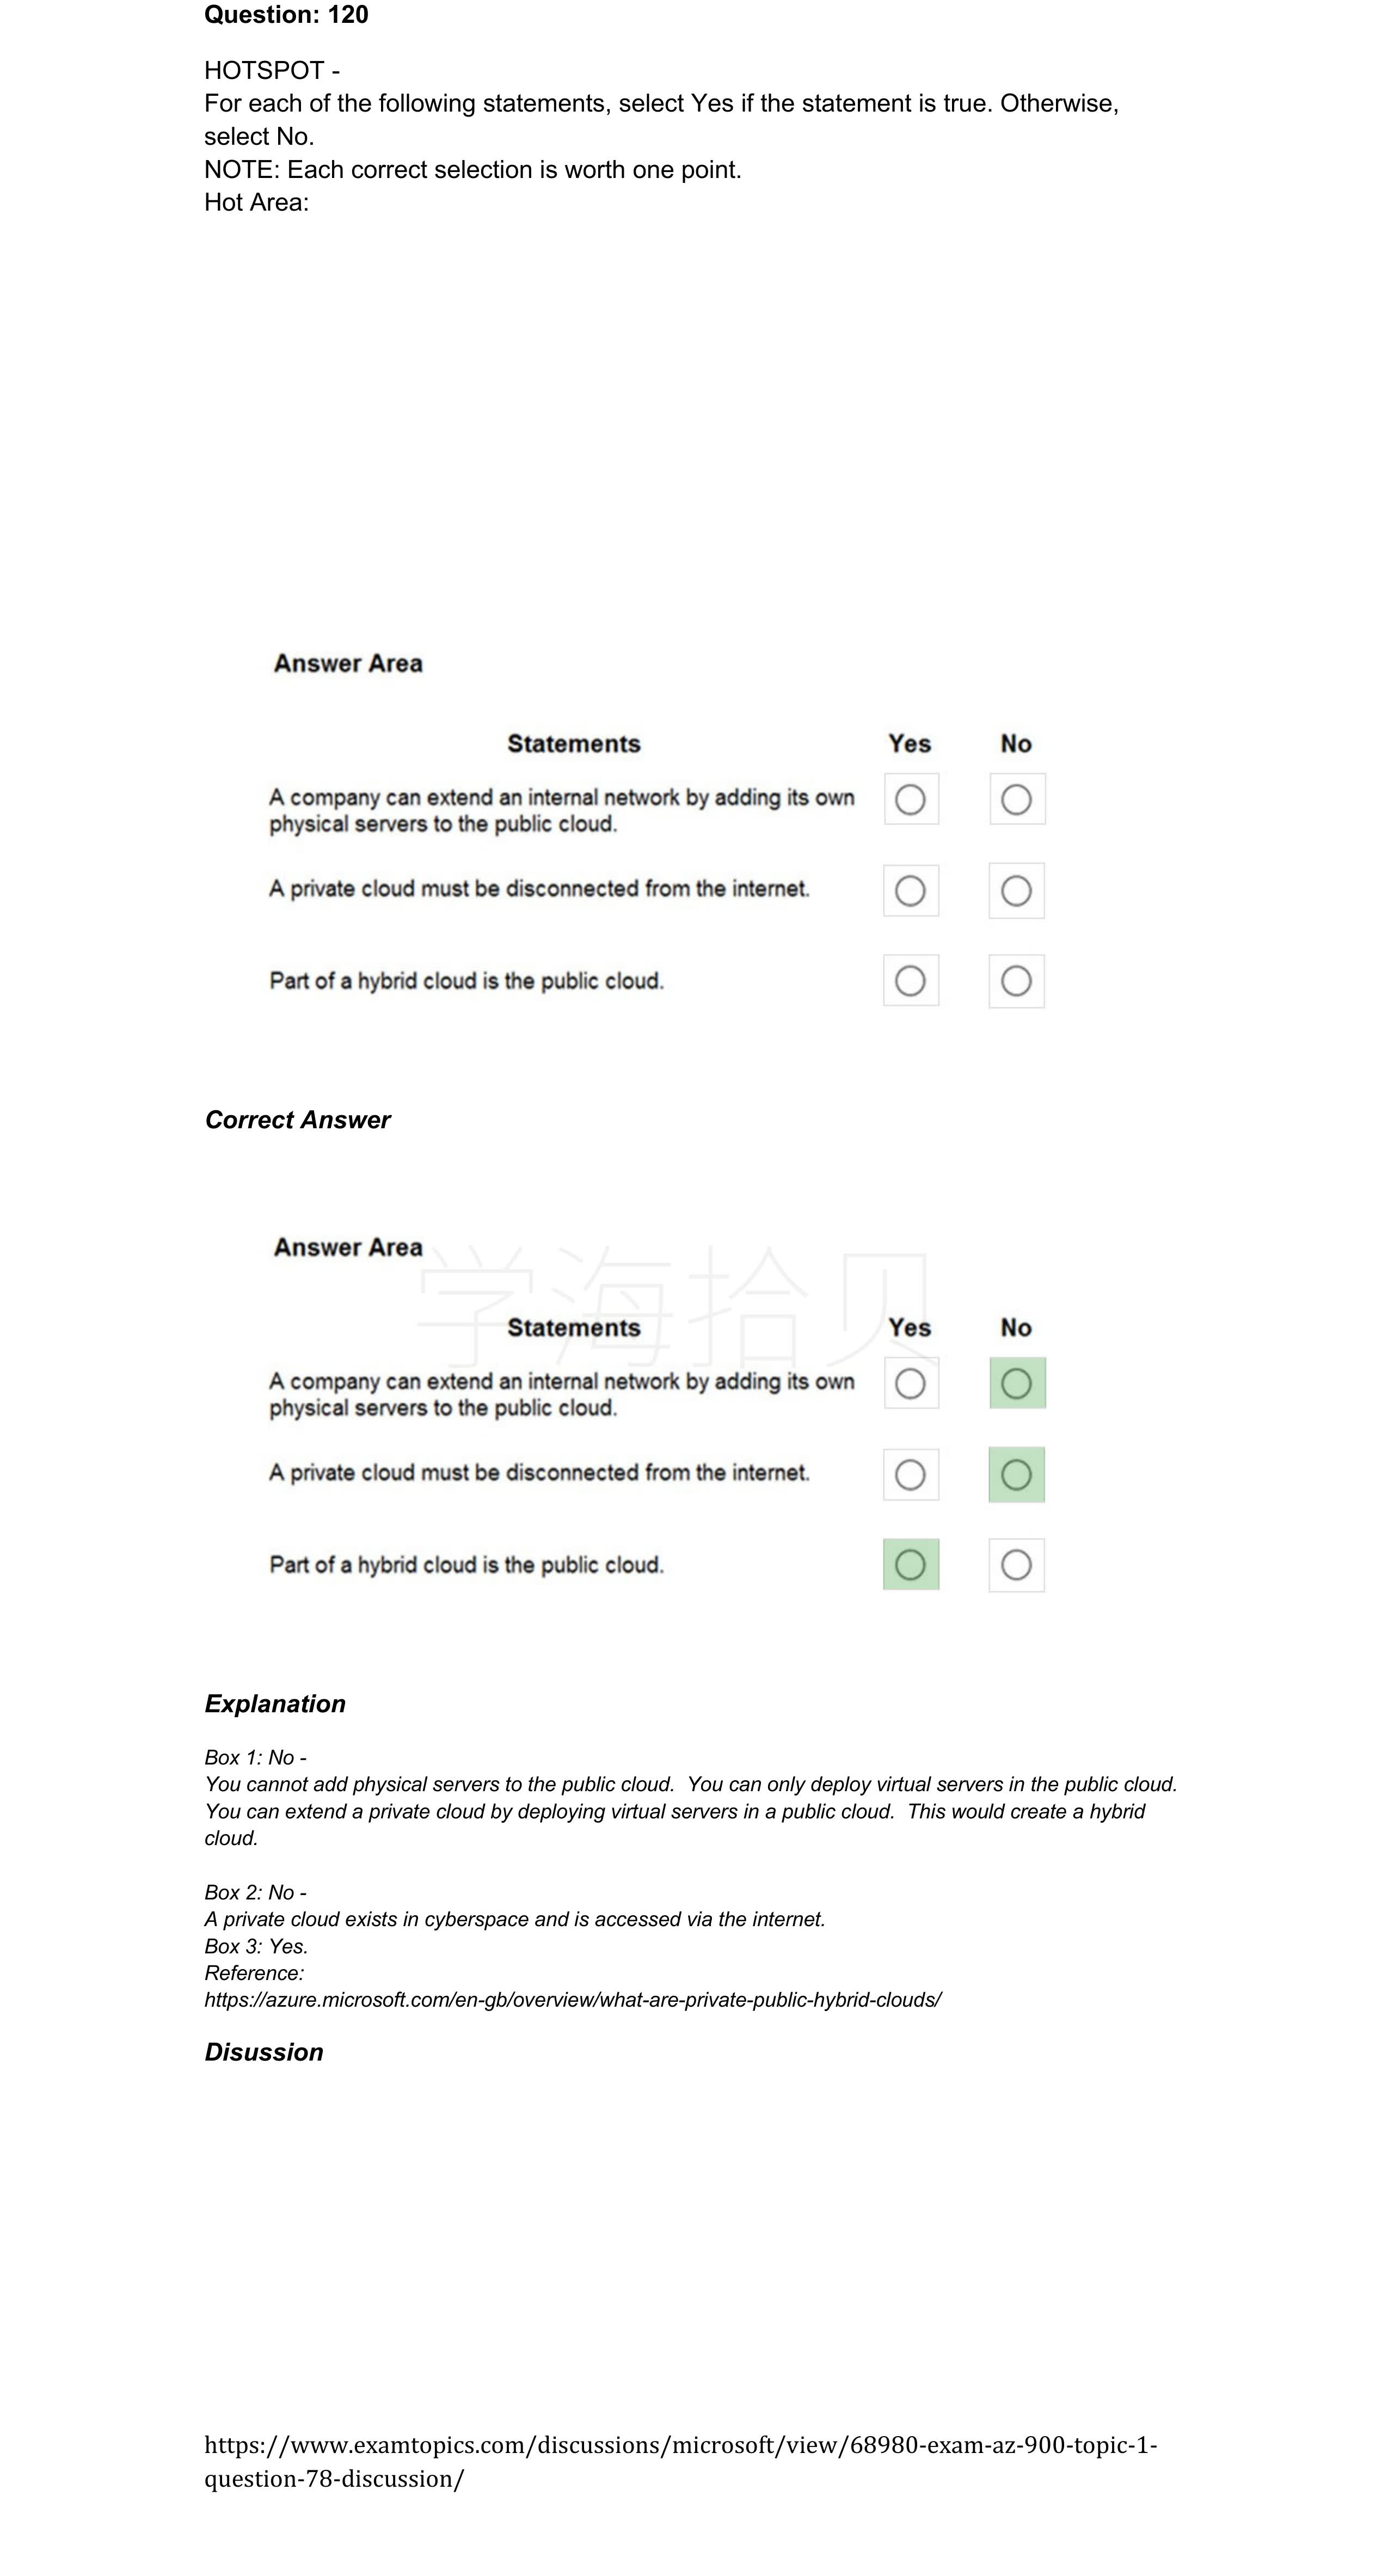 Question: 120
HOTSPOT -
For each of the following statements, select Yes if the statement is true. Otherwise,
select No.
NOTE: Each correct selection is worth one point.
Hot Area:
Answer Area
Statements Yes No
A company can extend an internal network by adding its own
physical servers to the public cloud.
A private cloud must be disconnected from the internet.
Part of a hybrid cloud is the public cloud.
Correct Answer
Answer Area
学海拾贝
Statements Yes No
A company can extend an internal network by adding its own
physical servers to the public cloud.
A private cloud must be disconnected from the internet.
Part of a hybrid cloud is the public cloud.
Explanation
Box 1: No -
You cannot add physical servers to the public cloud. You can only deploy virtual servers in the public cloud.
You can extend a private cloud by deploying virtual servers in a public cloud. This would create a hybrid
cloud.
Box 2: No -
A private cloud exists in cyberspace and is accessed via the internet.
Box 3: Yes.
Reference:
https://azure.microsoft.com/en-gb/overview/what-are-private-public-hybrid-clouds/
Disussion
https://www.examtopics.com/discussions/microsoft/view/68980-exam-az-900-topic-1-
question-78-discussion/